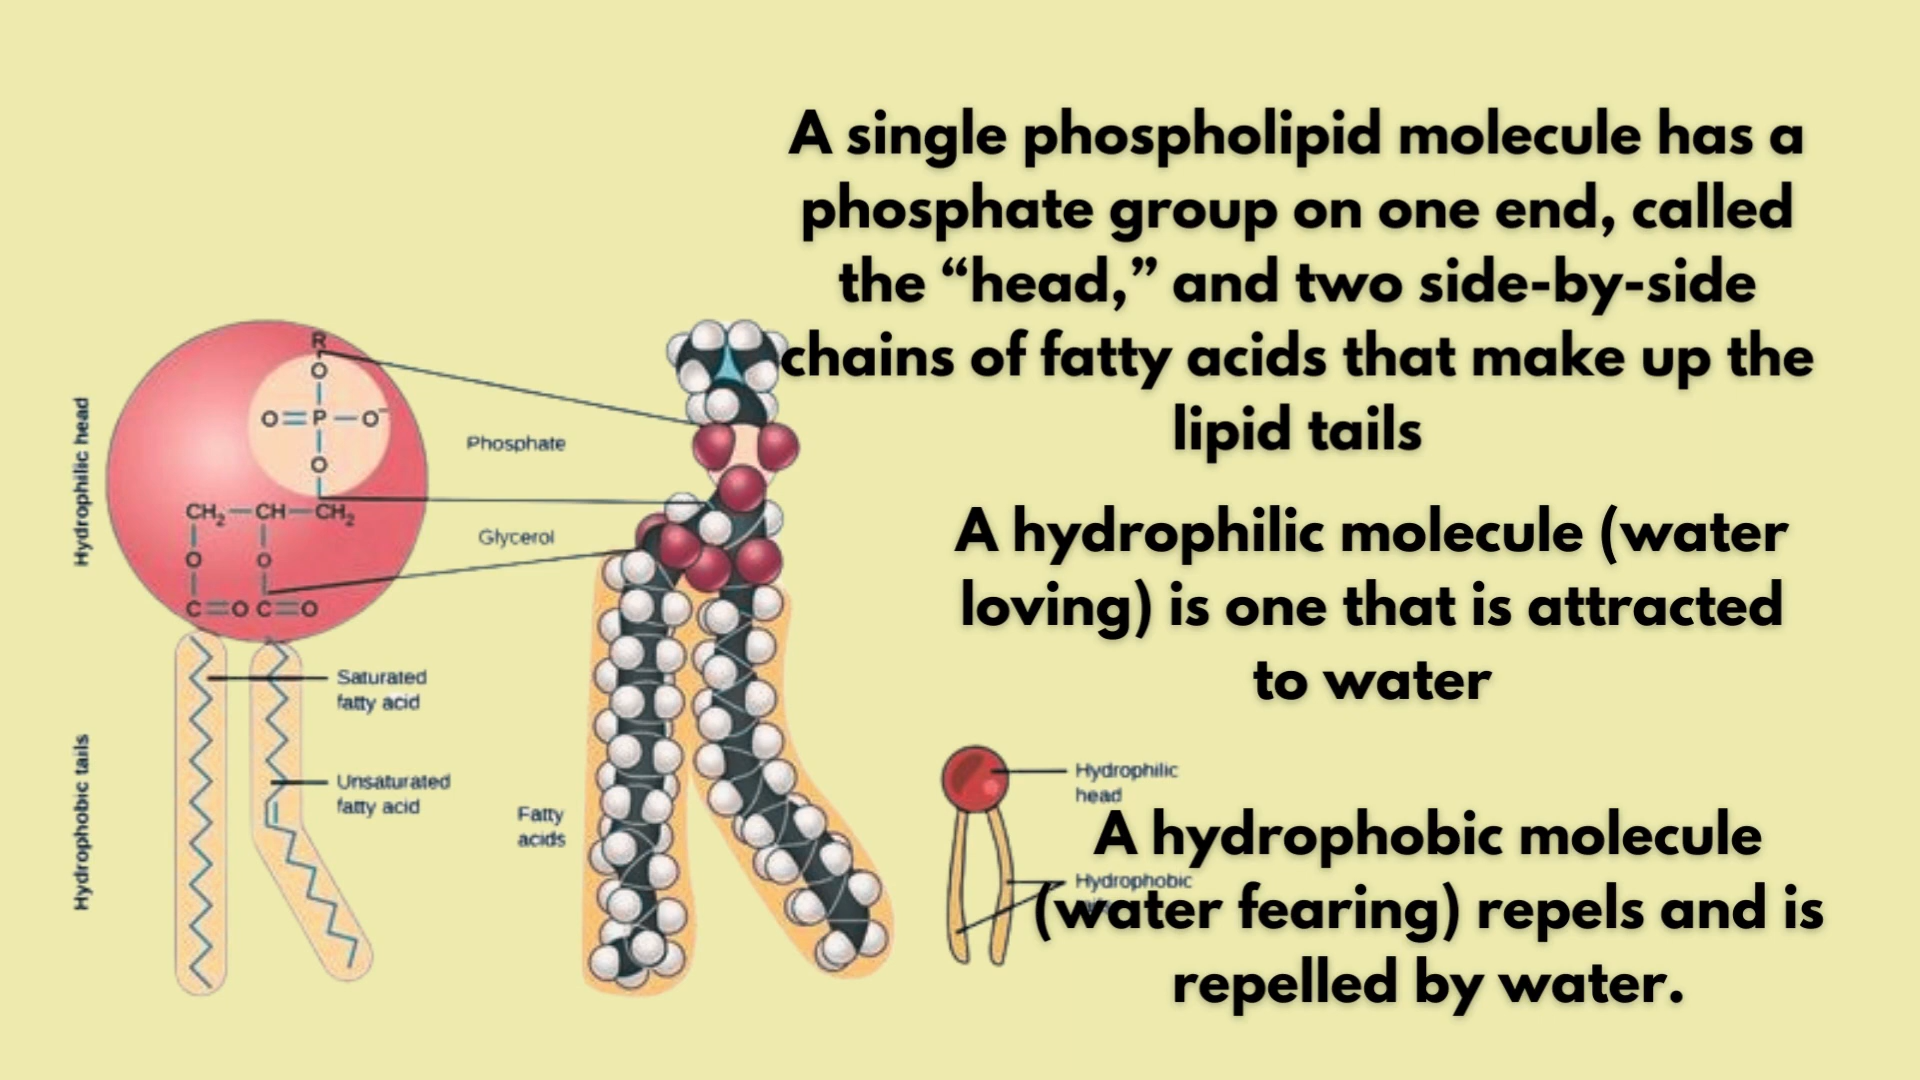 A single phospholipid molecule has a
phosphate group on one end, called
the “head,” and two side-by-side
chains of fatty acids that make up the
lipid tails
A hydrophilic molecule (water
loving) is one that is attracted
to water
A hydrophobic molecule
(water fearing) repels and is
repelled by water.
Hydrophilic head
R
O
O=P—O⁻
O
CH₂—CH—CH₂
O O
C=O C=O
Phosphate
Glycerol
Hydrophobic tails
Saturated
fatty acid
Unsaturated
fatty acid
Fatty
acids
Hydrophilic
head
Hydrophobic